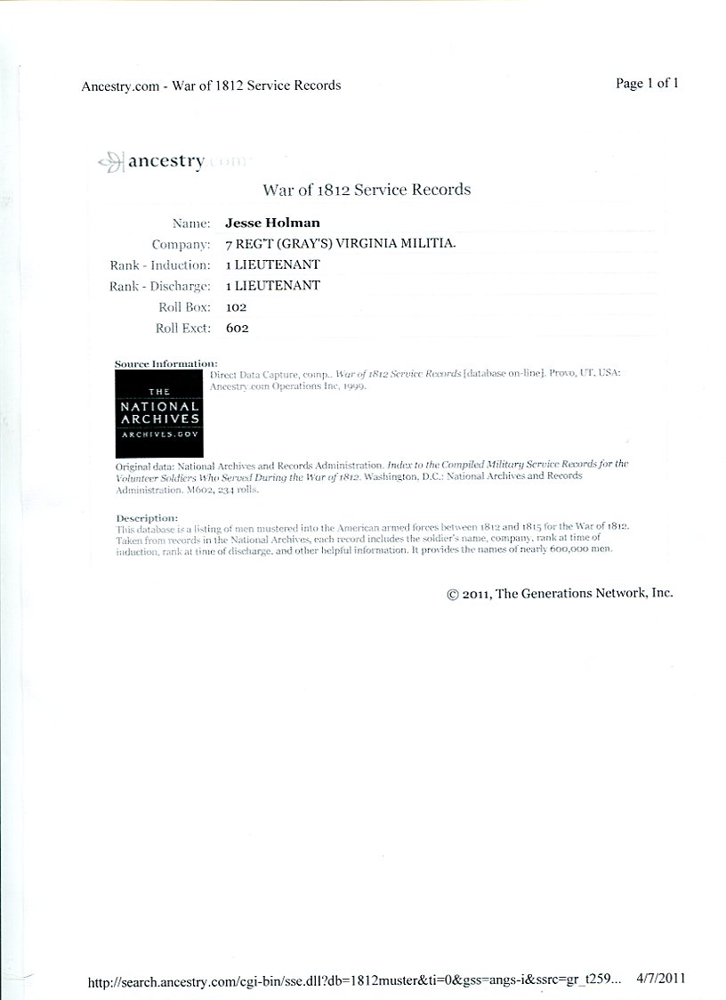 Ancestry.com - War of 1812 Service Records Page 1 of 1
ancestry.com
War of 1812 Service Records
Name: Jesse Holman
Company: 7 REG'T (GRAY'S) VIRGINIA MILITIA.
Rank - Induction: 1 LIEUTENANT
Rank - Discharge: 1 LIEUTENANT
Roll Box: 102
Roll Exct: 602
Source Information:
Direct Data Capture, comp.. War of 1812 Service Records [database on-line]. Provo, UT, USA:
Ancestry.com Operations Inc, 1999.
THE
NATIONAL
ARCHIVES
ARCHIVES.GOV
Original data: National Archives and Records Administration. Index to the Compiled Military Service Records for the
Volunteer Soldiers Who Served During the War of 1812. Washington, D.C.: National Archives and Records
Administration. M602, 234 rolls.
Description:
This database is a listing of men mustered into the American armed forces between 1812 and 1815 for the War of 1812.
Taken from records in the National Archives, each record includes the soldier's name, company, rank at time of
induction, rank at time of discharge, and other helpful information. It provides the names of nearly 600,000 men.
© 2011, The Generations Network, Inc.
http://search.ancestry.com/cgi-bin/sse.dll?db=1812muster&ti=0&gss=angs-i&ssrc=gr_t259... 4/7/2011